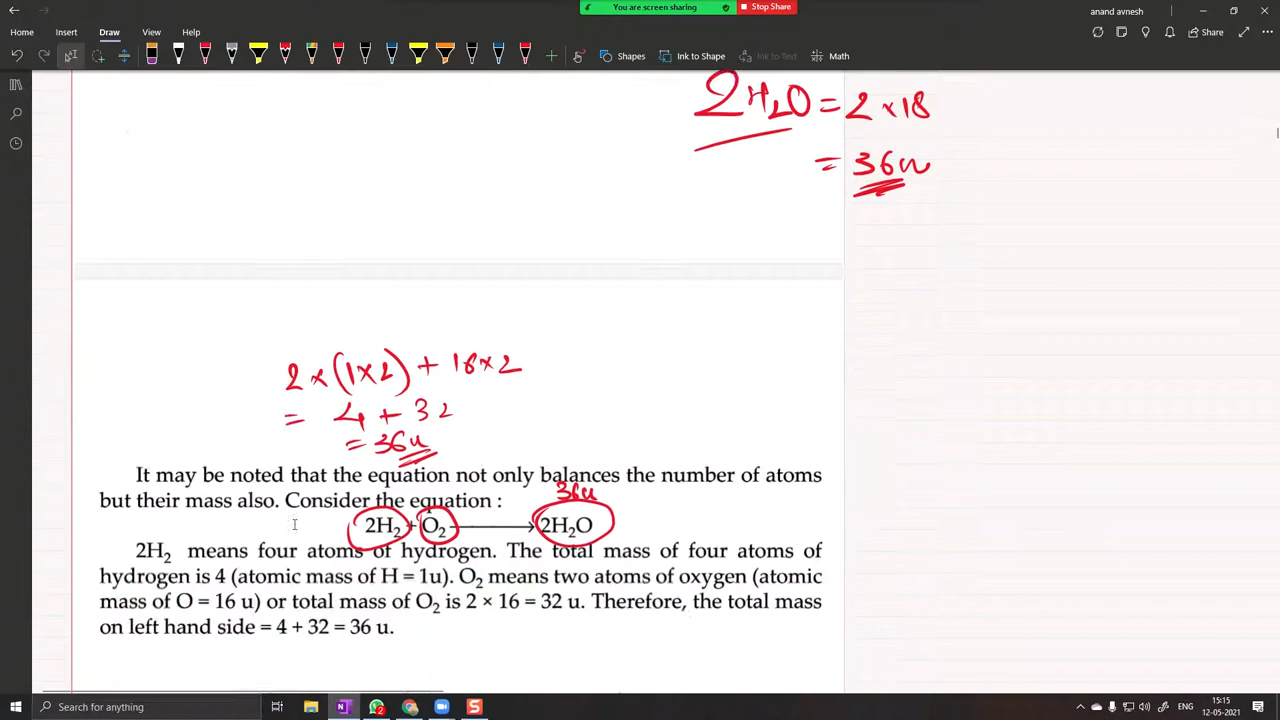 You are screen sharing
Stop Share
anand avnesh
Home Insert Draw View Help
Shapes Ink to Shape Ink to Text Math Share
2H₂O = 2 × 18
= 36u
2 × (1×2) + 16×2
= 4 + 32
= 36u
It may be noted that the equation not only balances the number of atoms
but their mass also. Consider the equation :
36u
2H₂ + O₂ ⟶ 2H₂O
2H₂ means four atoms of hydrogen. The total mass of four atoms of
hydrogen is 4 (atomic mass of H = 1u). O₂ means two atoms of oxygen (atomic
mass of O = 16 u) or total mass of O₂ is 2 × 16 = 32 u. Therefore, the total mass
on left hand side = 4 + 32 = 36 u.
Search for anything
ENG
15:15
12-05-2021